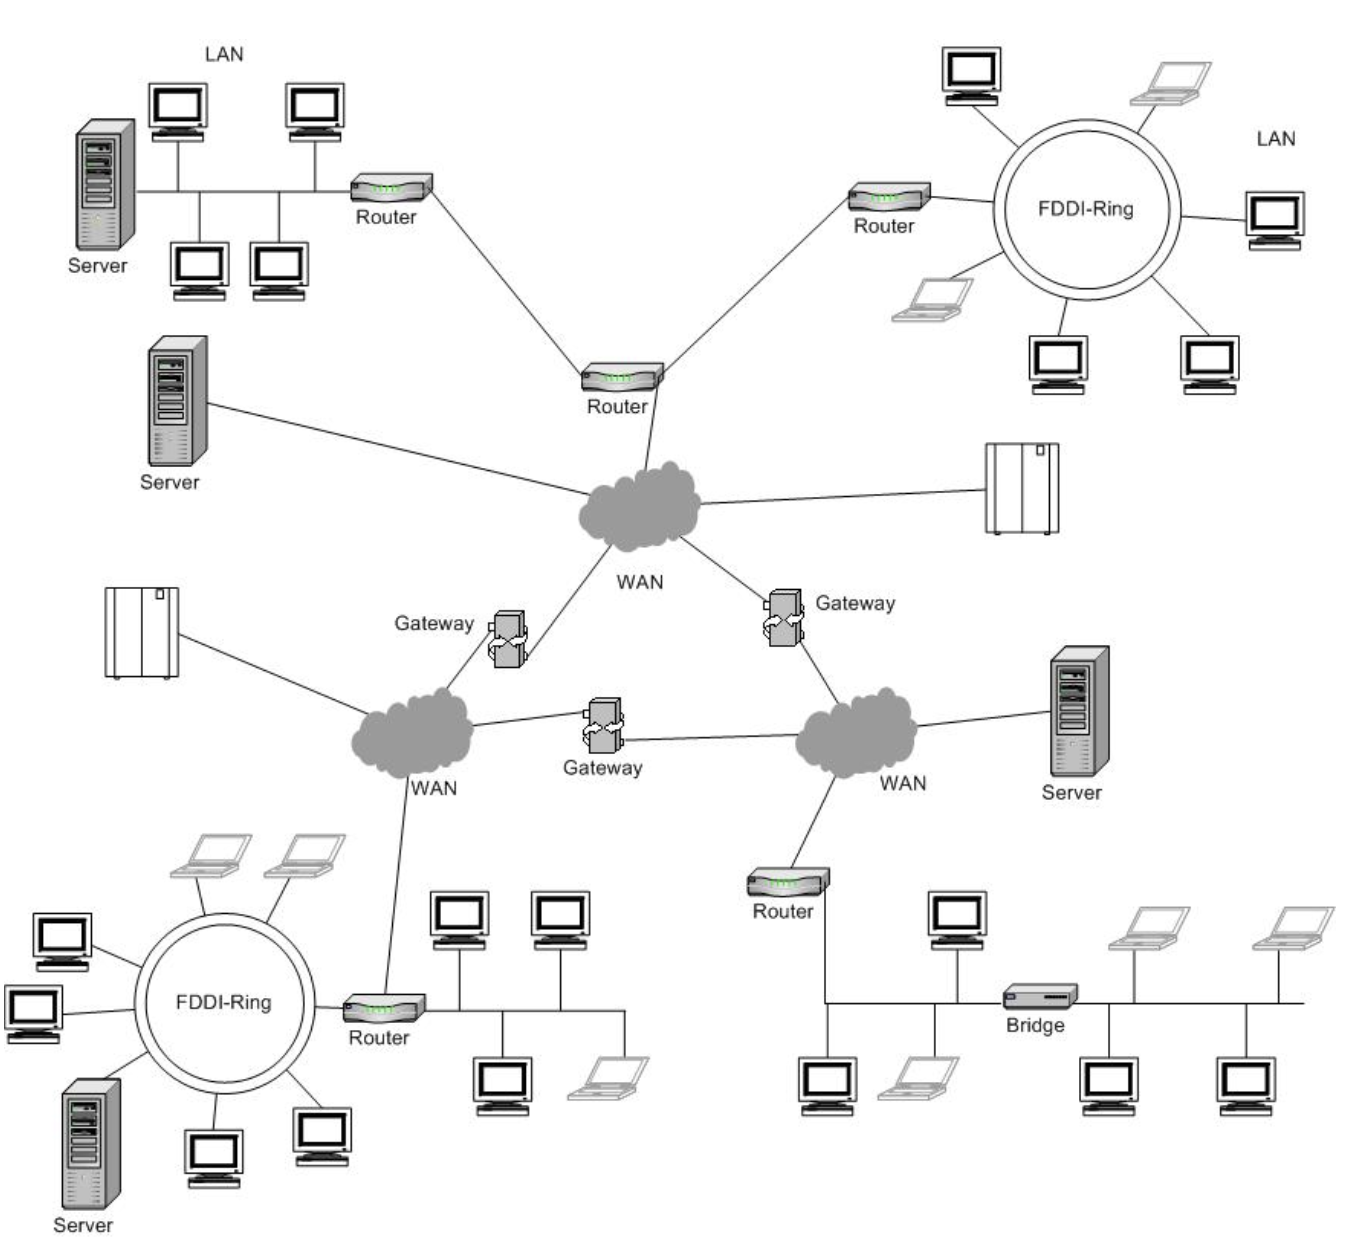 LAN
LAN
Router
FDDI-Ring
Router
Server
Router
Server
WAN
Gateway
Gateway
Gateway
WAN
WAN
Server
Router
FDDI-Ring
Router
Bridge
Server